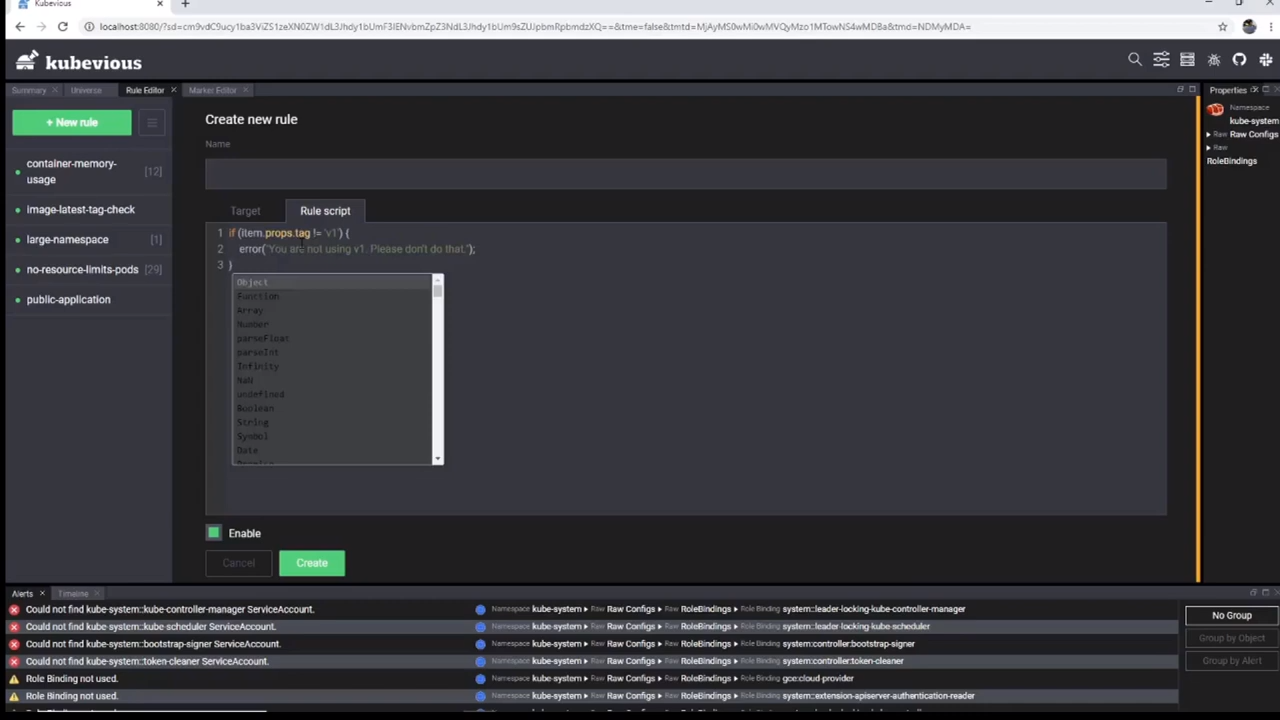 Kubevious
localhost:8080/?sd=cm9vdC9ucy1ba3ViZS1zeXN0ZW1dL3Jhdy1bUmF3IENvbmZpZ3NdL3Jhdy1bUm9sZUJpbmRpbmdzXQ==&tme=false&tmtd=MjAyMS0wMi0wMVQyMzo1MTowNS4wMDBa&tmd=NDMyMDA=
kubevious
Summary
Universe
Rule Editor
Marker Editor
Properties
+ New rule
container-memory-
usage
[12]
image-latest-tag-check
large-namespace
[1]
no-resource-limits-pods
[29]
public-application
Create new rule
Name
Target
Rule script
1 if (item.props.tag != 'v1') {
2 error("You are not using v1. Please don't do that.");
3 }
Object
Function
Array
Number
parseFloat
parseInt
Infinity
NaN
undefined
Boolean
String
Symbol
Date
Enable
Cancel
Create
Namespace
kube-system
Raw Raw Configs
Raw
RoleBindings
Alerts
Timeline
Could not find kube-system::kube-controller-manager ServiceAccount.
Namespace kube-system Raw Raw Configs Raw RoleBindings Role Binding system::leader-locking-kube-controller-manager
Could not find kube-system::kube-scheduler ServiceAccount.
Namespace kube-system Raw Raw Configs Raw RoleBindings Role Binding system::leader-locking-kube-scheduler
Could not find kube-system::bootstrap-signer ServiceAccount.
Namespace kube-system Raw Raw Configs Raw RoleBindings Role Binding system:controller:bootstrap-signer
Could not find kube-system::token-cleaner ServiceAccount.
Namespace kube-system Raw Raw Configs Raw RoleBindings Role Binding system:controller:token-cleaner
Role Binding not used.
Namespace kube-system Raw Raw Configs Raw RoleBindings Role Binding gce:cloud-provider
Role Binding not used.
Namespace kube-system Raw Raw Configs Raw RoleBindings Role Binding system::extension-apiserver-authentication-reader
No Group
Group by Object
Group by Alert